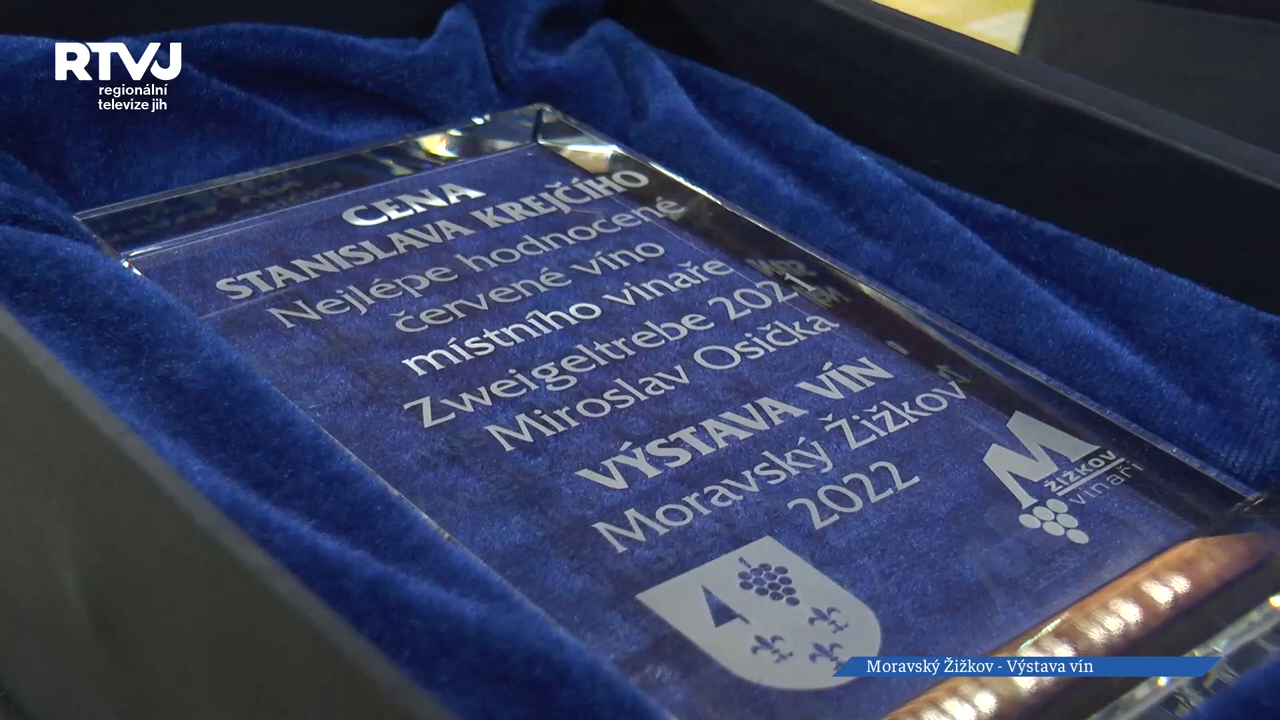 RTVJ
regionální
televize jih
CENA
STANISLAVA KREJČÍHO
Nejlépe hodnocené
červené víno
místního vinaře
Zweigeltrebe 2021
Miroslav Osička
VÝSTAVA VÍN
Moravský Žižkov
2022
M
ŽIŽKOV
vinaři
Moravský Žižkov - Výstava vín